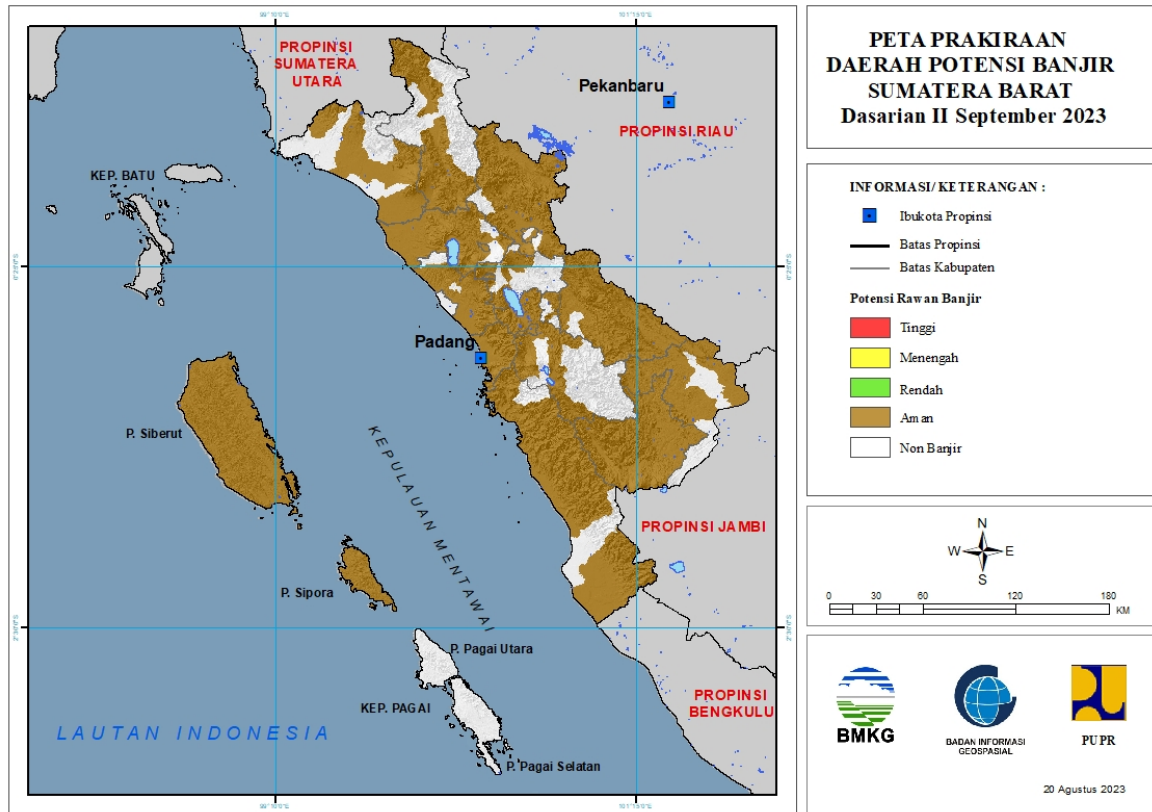 PETA PRAKIRAAN
DAERAH POTENSI BANJIR
SUMATERA BARAT
Dasarian II September 2023
INFORMASI/ KETERANGAN :
Ibukota Propinsi
Batas Propinsi
Batas Kabupaten
Potensi Rawan Banjir
Tinggi
Menengah
Rendah
Aman
Non Banjir
N
W E
S
0 30 60 120 180
KM
BMKG
BADAN INFORMASI
GEOSPASIAL
PUPR
20 Agustus 2023
PROPINSI
SUMATERA
UTARA
Pekanbaru
PROPINSI RIAU
KEP. BATU
Padang
P. Siberut
KEPULAUAN MENTAWAI
PROPINSI JAMBI
P. Sipora
P. Pagai Utara
KEP. PAGAI
PROPINSI
BENGKULU
LAUTAN INDONESIA
P. Pagai Selatan